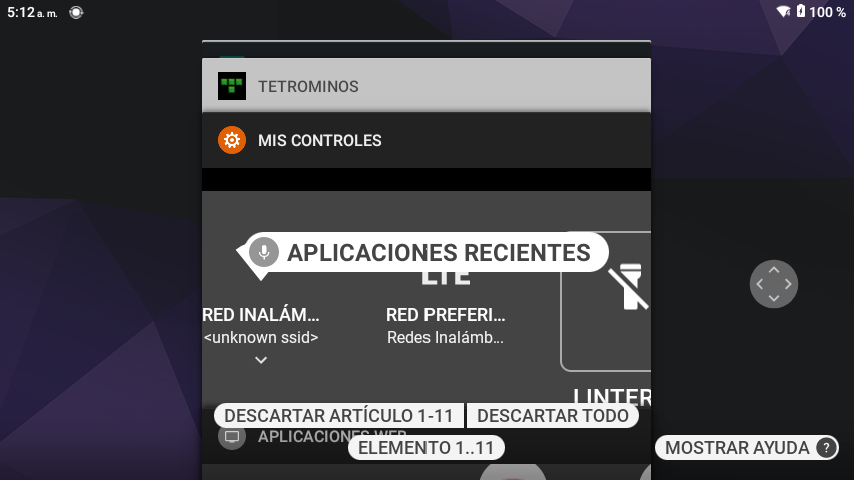 5:12 a. m.
100 %
TETROMINOS
MIS CONTROLES
APLICACIONES RECIENTES
LTE
RED INALÁM...
RED PREFERI...
<unknown ssid>
Redes Inalámb...
LINTER
DESCARTAR ARTÍCULO 1-11
DESCARTAR TODO
APLICACIONES WEB
ELEMENTO 1..11
MOSTRAR AYUDA ?